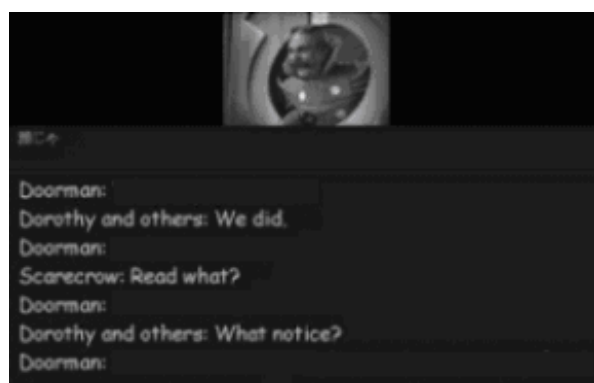 Doorman:
Dorothy and others: We did.
Doorman:
Scarecrow: Read what?
Doorman:
Dorothy and others: What notice?
Doorman: